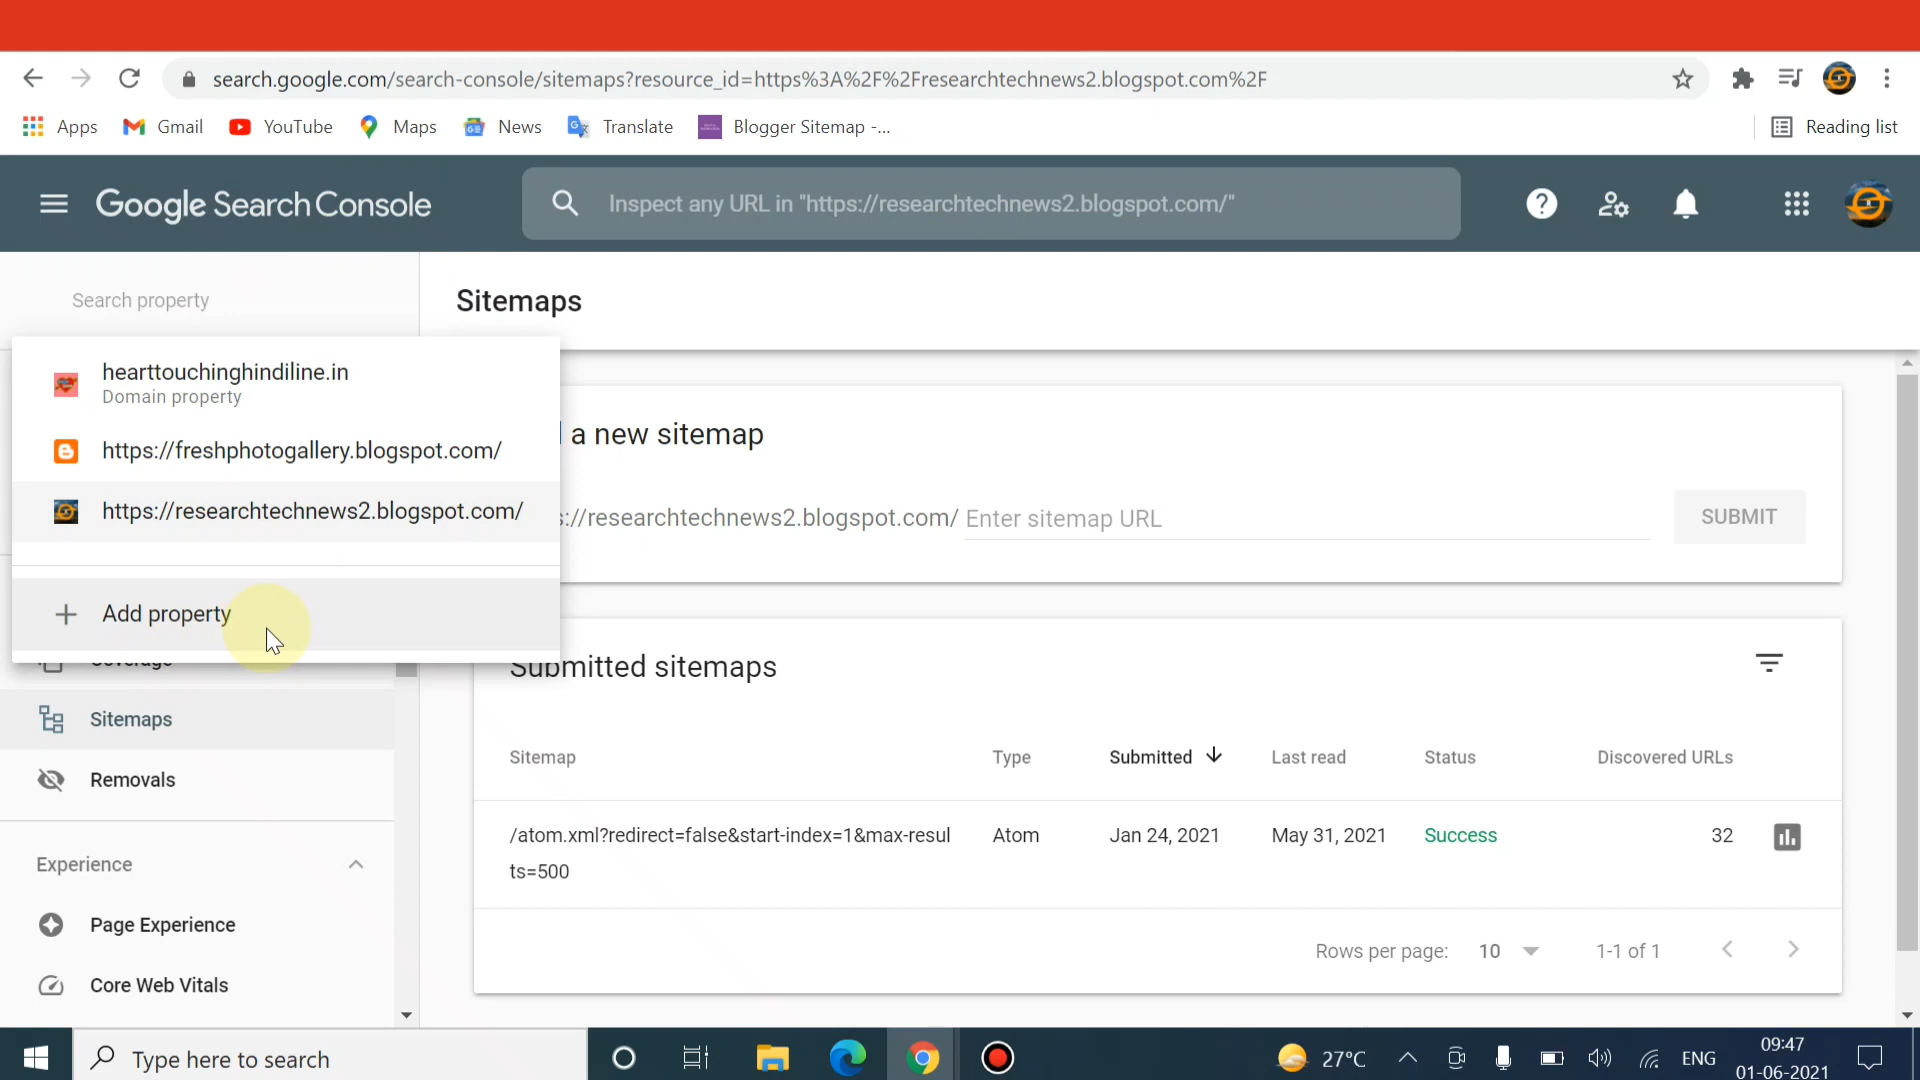 search.google.com/search-console/sitemaps?resource_id=https%3A%2F%2Fresearchtechnews2.blogspot.com%2F
Apps Gmail YouTube Maps News Translate Blogger Sitemap -... Reading list
Google Search Console Inspect any URL in "https://researchtechnews2.blogspot.com/"
Search property
Sitemaps
hearttouchinghindiline.in
Domain property
https://freshphotogallery.blogspot.com/
https://researchtechnews2.blogspot.com/
Add property
a new sitemap
s://researchtechnews2.blogspot.com/ Enter sitemap URL SUBMIT
Coverage
Sitemaps
Removals
Experience
Page Experience
Core Web Vitals
Submitted sitemaps
Sitemap Type Submitted Last read Status Discovered URLs
/atom.xml?redirect=false&start-index=1&max-resul Atom Jan 24, 2021 May 31, 2021 Success 32
ts=500
Rows per page: 10 1-1 of 1
Type here to search 27°C ENG 09:47
01-06-2021